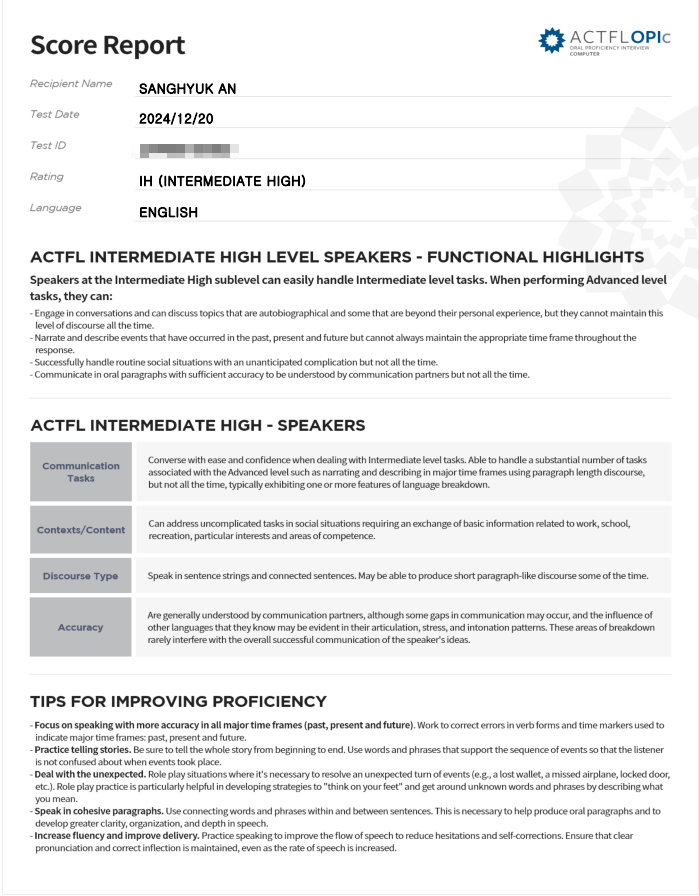 Score Report
ACTFLOPIc
ORAL PROFICIENCY INTERVIEW
COMPUTER
Recipient Name SANGHYUK AN
Test Date 2024/12/20
Test ID
Rating IH (INTERMEDIATE HIGH)
Language ENGLISH
ACTFL INTERMEDIATE HIGH LEVEL SPEAKERS - FUNCTIONAL HIGHLIGHTS
Speakers at the Intermediate High sublevel can easily handle Intermediate level tasks. When performing Advanced level
tasks, they can:
- Engage in conversations and can discuss topics that are autobiographical and some that are beyond their personal experience, but they cannot maintain this
level of discourse all the time.
- Narrate and describe events that have occurred in the past, present and future but cannot always maintain the appropriate time frame throughout the
response.
- Successfully handle routine social situations with an unanticipated complication but not all the time.
- Communicate in oral paragraphs with sufficient accuracy to be understood by communication partners but not all the time.
ACTFL INTERMEDIATE HIGH - SPEAKERS
Communication
Tasks
Converse with ease and confidence when dealing with Intermediate level tasks. Able to handle a substantial number of tasks
associated with the Advanced level such as narrating and describing in major time frames using paragraph length discourse,
but not all the time, typically exhibiting one or more features of language breakdown.
Contexts/Content
Can address uncomplicated tasks in social situations requiring an exchange of basic information related to work, school,
recreation, particular interests and areas of competence.
Discourse Type
Speak in sentence strings and connected sentences. May be able to produce short paragraph-like discourse some of the time.
Accuracy
Are generally understood by communication partners, although some gaps in communication may occur, and the influence of
other languages that they know may be evident in their articulation, stress, and intonation patterns. These areas of breakdown
rarely interfere with the overall successful communication of the speaker's ideas.
TIPS FOR IMPROVING PROFICIENCY
- Focus on speaking with more accuracy in all major time frames (past, present and future). Work to correct errors in verb forms and time markers used to
indicate major time frames: past, present and future.
- Practice telling stories. Be sure to tell the whole story from beginning to end. Use words and phrases that support the sequence of events so that the listener
is not confused about when events took place.
- Deal with the unexpected. Role play situations where it's necessary to resolve an unexpected turn of events (e.g., a lost wallet, a missed airplane, locked door,
etc.). Role play practice is particularly helpful in developing strategies to "think on your feet" and get around unknown words and phrases by describing what
you mean.
- Speak in cohesive paragraphs. Use connecting words and phrases within and between sentences. This is necessary to help produce oral paragraphs and to
develop greater clarity, organization, and depth in speech.
- Increase fluency and improve delivery. Practice speaking to improve the flow of speech to reduce hesitations and self-corrections. Ensure that clear
pronunciation and correct inflection is maintained, even as the rate of speech is increased.